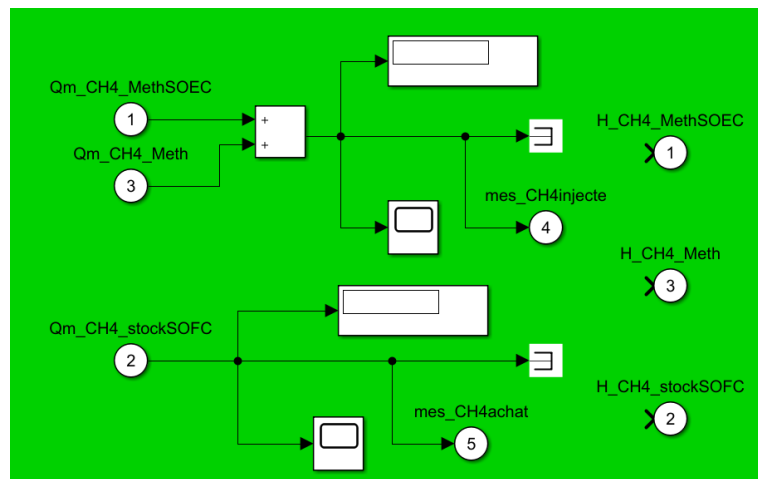 Qm_CH4_MethSOEC
1
Qm_CH4_Meth
3
+
+
H_CH4_MethSOEC
1
mes_CH4injecte
4
H_CH4_Meth
3
Qm_CH4_stockSOFC
2
mes_CH4achat
5
H_CH4_stockSOFC
2